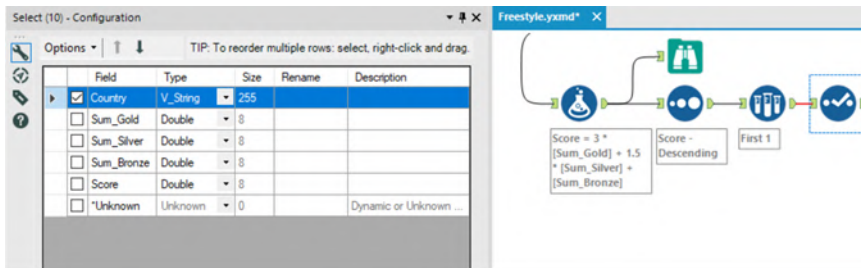 Select (10) - Configuration
Options
TIP: To reorder multiple rows: select, right-click and drag.
Field Type Size Rename Description
Country V_String 255
Sum_Gold Double 8
Sum_Silver Double 8
Sum_Bronze Double 8
Score Double 8
*Unknown Unknown 0 Dynamic or Unknown ...
Freestyle.yxmd*
Score = 3 *
[Sum_Gold] + 1.5
* [Sum_Silver] +
[Sum_Bronze]
Score -
Descending
First 1